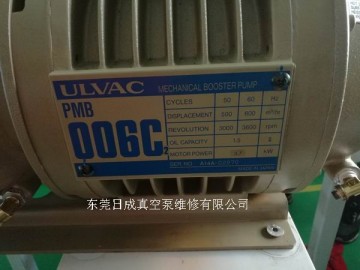 ULVAC MECHANICAL BOOSTER PUMP
PMB
006C
CYCLES 50 60 Hz
DISPLACEMENT 500 600 m³/hr
REVOLUTION 3000 3600 rpm
OIL CAPACITY
MOTOR POWER
东莞日成真空泵维修有限公司